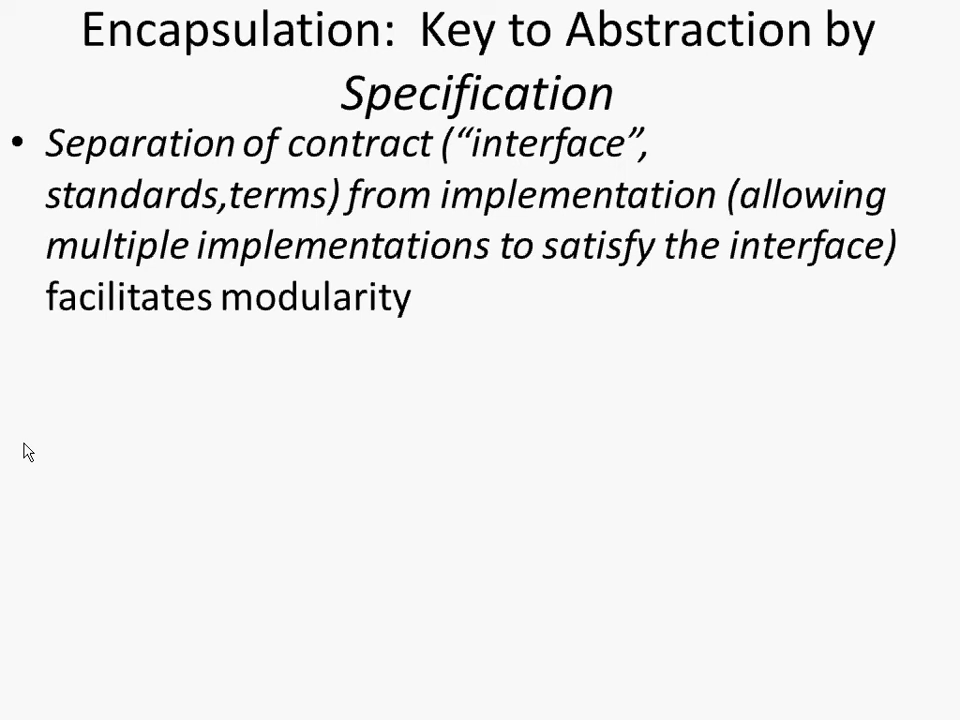 Encapsulation:  Key to Abstraction by
Specification
• Separation of contract (“interface”,
standards,terms) from implementation (allowing
multiple implementations to satisfy the interface)
facilitates modularity